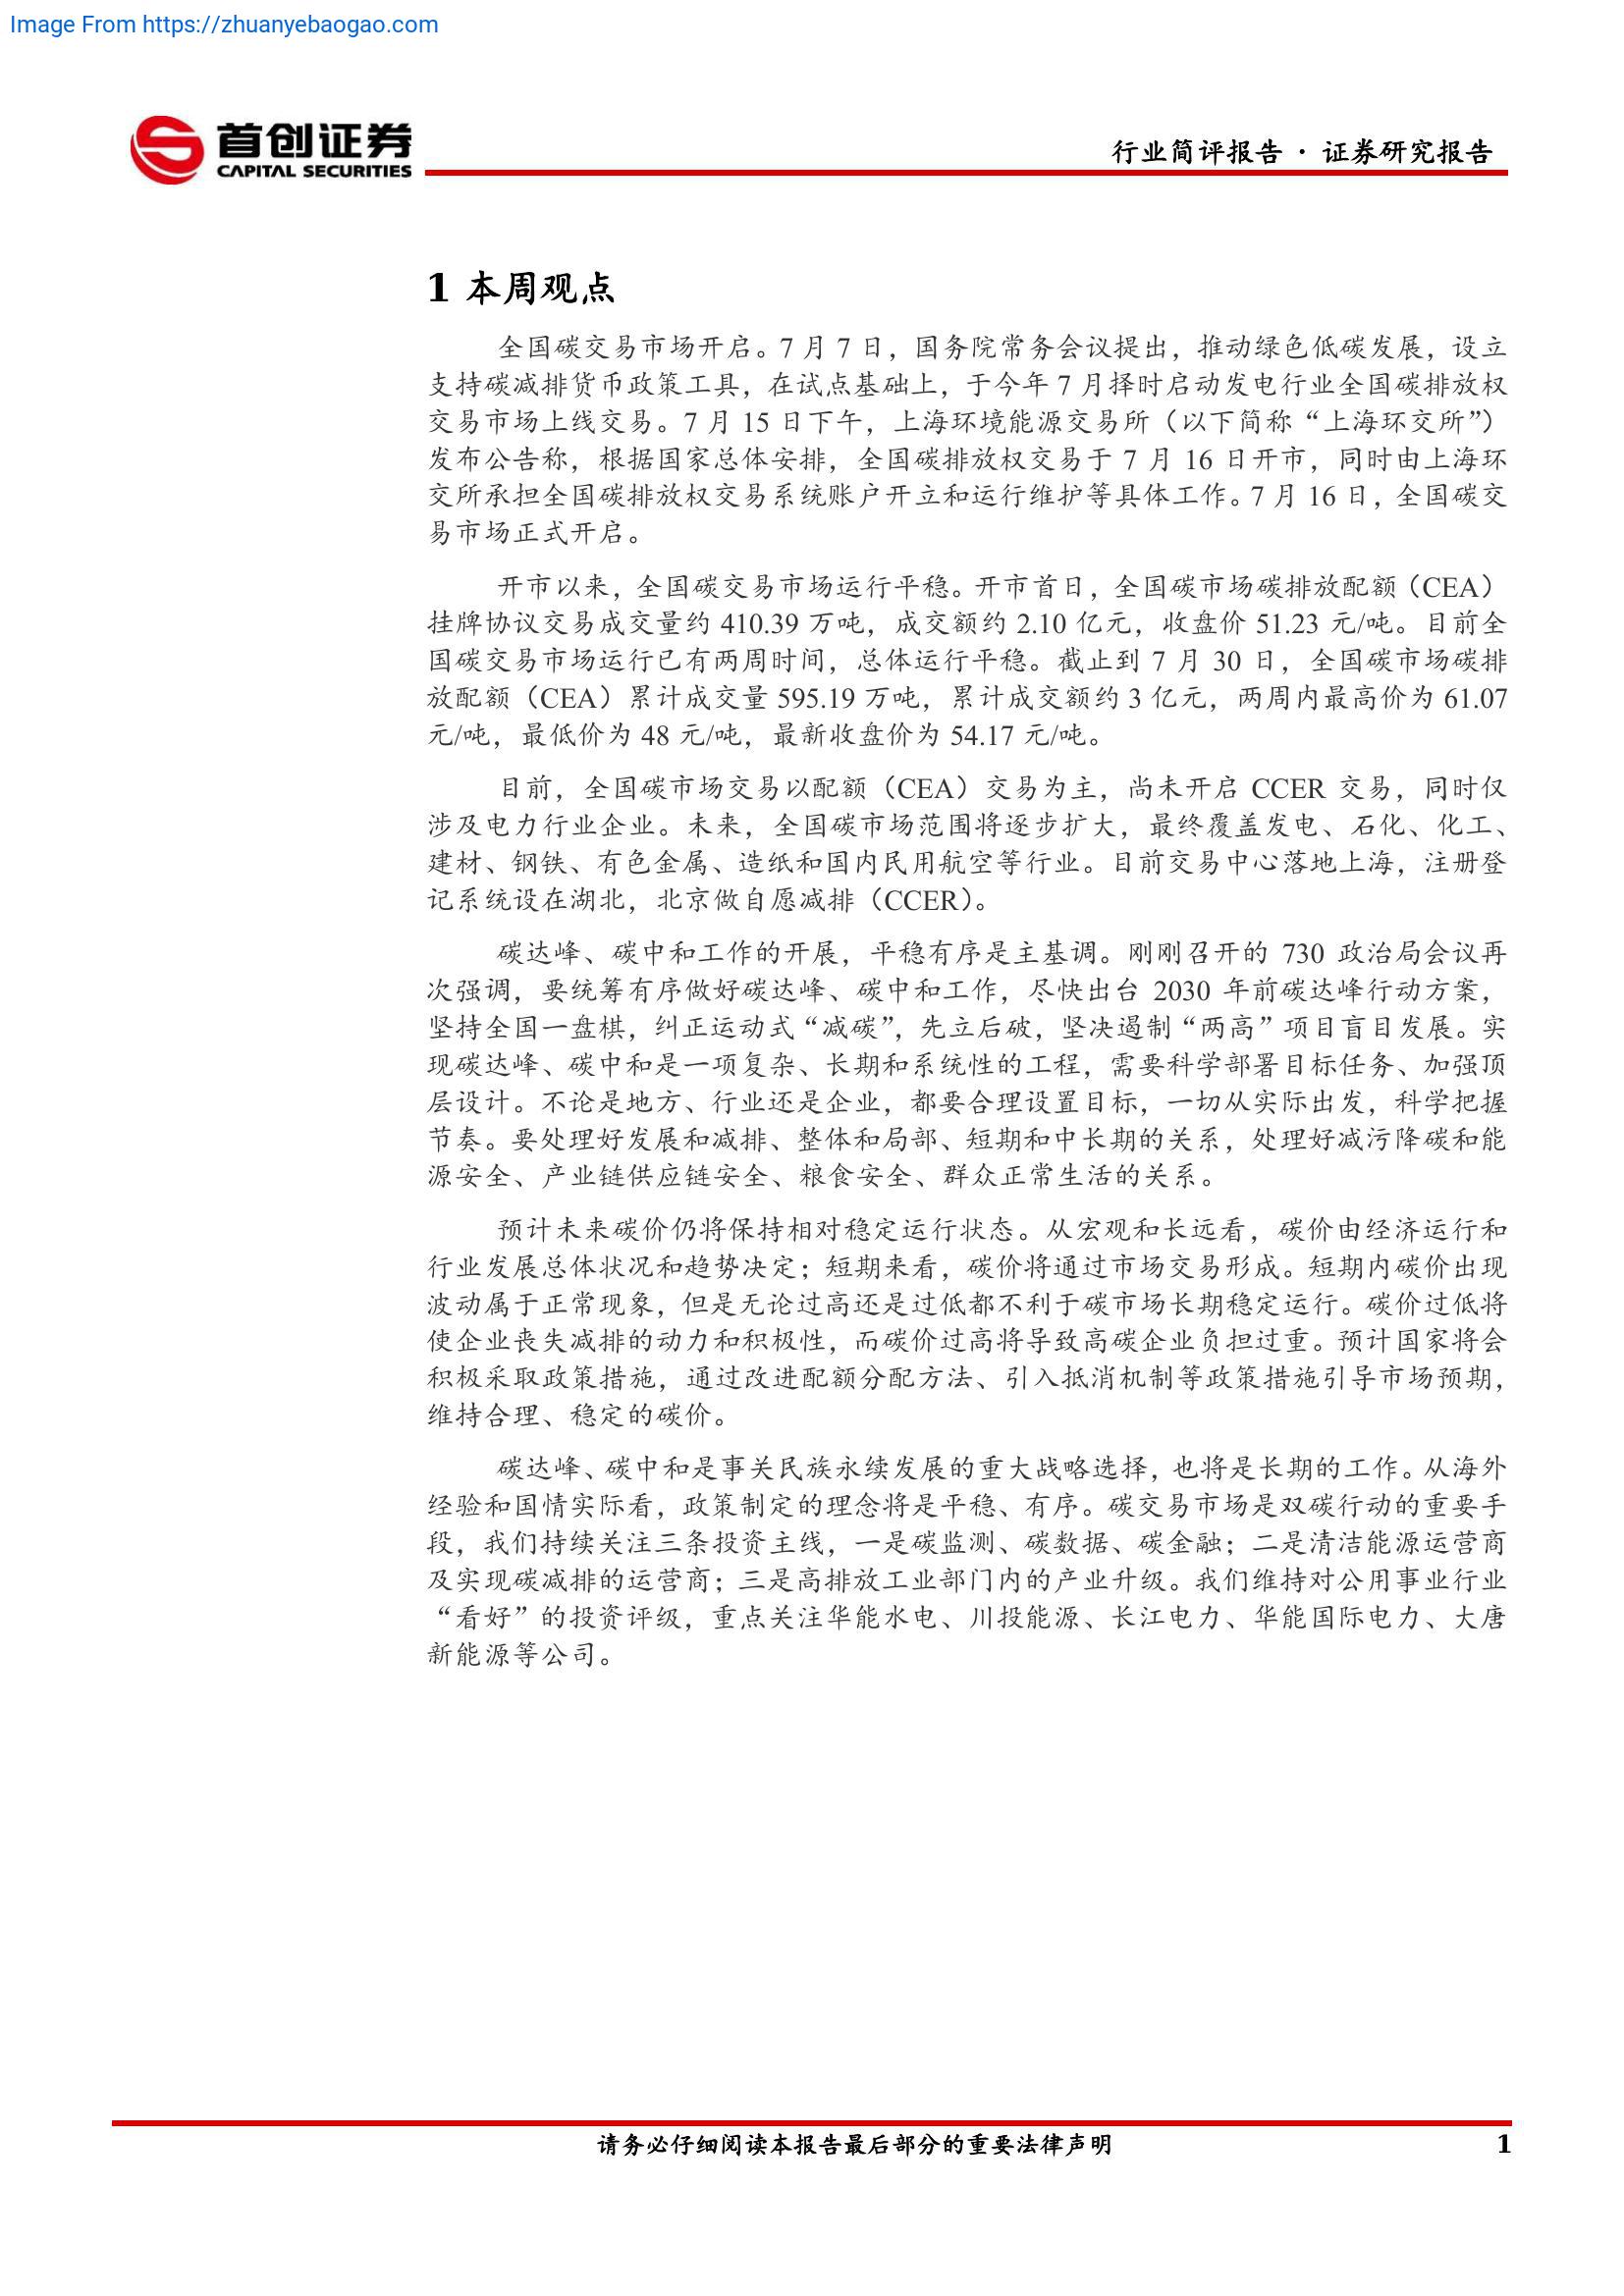 Image From https://zhuanyebaogao.com
首创证券
CAPITAL SECURITIES
行业简评报告 · 证券研究报告
1 本周观点
全国碳交易市场开启。7 月 7 日，国务院常务会议提出，推动绿色低碳发展，设立
支持碳减排货币政策工具，在试点基础上，于今年 7 月择时启动发电行业全国碳排放权
交易市场上线交易。7 月 15 日下午，上海环境能源交易所（以下简称“上海环交所”）
发布公告称，根据国家总体安排，全国碳排放权交易于 7 月 16 日开市，同时由上海环
交所承担全国碳排放权交易系统账户开立和运行维护等具体工作。7 月 16 日，全国碳交
易市场正式开启。
开市以来，全国碳交易市场运行平稳。开市首日，全国碳市场碳排放配额（CEA）
挂牌协议交易成交量约 410.39 万吨，成交额约 2.10 亿元，收盘价 51.23 元/吨。目前全
国碳交易市场运行已有两周时间，总体运行平稳。截止到 7 月 30 日，全国碳市场碳排
放配额（CEA）累计成交量 595.19 万吨，累计成交额约 3 亿元，两周内最高价为 61.07
元/吨，最低价为 48 元/吨，最新收盘价为 54.17 元/吨。
目前，全国碳市场交易以配额（CEA）交易为主，尚未开启 CCER 交易，同时仅
涉及电力行业企业。未来，全国碳市场范围将逐步扩大，最终覆盖发电、石化、化工、
建材、钢铁、有色金属、造纸和国内民用航空等行业。目前交易中心落地上海，注册登
记系统设在湖北，北京做自愿减排（CCER）。
碳达峰、碳中和工作的开展，平稳有序是主基调。刚刚召开的 730 政治局会议再
次强调，要统筹有序做好碳达峰、碳中和工作，尽快出台 2030 年前碳达峰行动方案，
坚持全国一盘棋，纠正运动式“减碳”，先立后破，坚决遏制“两高”项目盲目发展。实
现碳达峰、碳中和是一项复杂、长期和系统性的工程，需要科学部署目标任务、加强顶
层设计。不论是地方、行业还是企业，都要合理设置目标，一切从实际出发，科学把握
节奏。要处理好发展和减排、整体和局部、短期和中长期的关系，处理好减污降碳和能
源安全、产业链供应链安全、粮食安全、群众正常生活的关系。
预计未来碳价仍将保持相对稳定运行状态。从宏观和长远看，碳价由经济运行和
行业发展总体状况和趋势决定；短期来看，碳价将通过市场交易形成。短期内碳价出现
波动属于正常现象，但是无论过高还是过低都不利于碳市场长期稳定运行。碳价过低将
使企业丧失减排的动力和积极性，而碳价过高将导致高碳企业负担过重。预计国家将会
积极采取政策措施，通过改进配额分配方法、引入抵消机制等政策措施引导市场预期，
维持合理、稳定的碳价。
碳达峰、碳中和是事关民族永续发展的重大战略选择，也将是长期的工作。从海外
经验和国情实际看，政策制定的理念将是平稳、有序。碳交易市场是双碳行动的重要手
段，我们持续关注三条投资主线，一是碳监测、碳数据、碳金融；二是清洁能源运营商
及实现碳减排的运营商；三是高排放工业部门内的产业升级。我们维持对公用事业行业
“看好”的投资评级，重点关注华能水电、川投能源、长江电力、华能国际电力、大唐
新能源等公司。
请务必仔细阅读本报告最后部分的重要法律声明
1